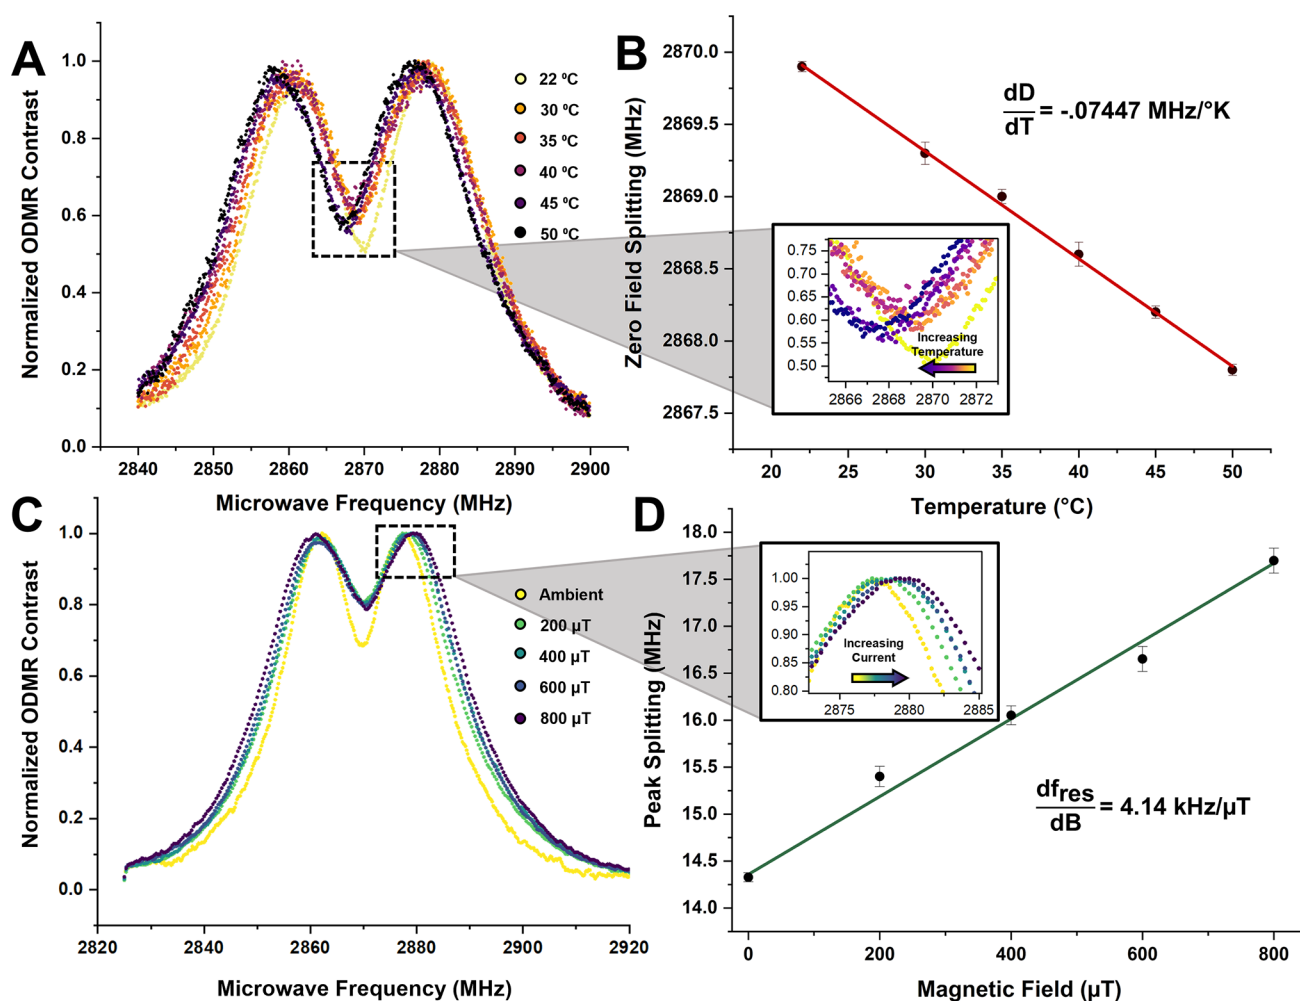 A
Normalized ODMR Contrast
1.0
0.8
0.6
0.4
0.2
0.0
22 ºC
30 ºC
35 ºC
40 ºC
45 ºC
50 ºC
2840 2850 2860 2870 2880 2890 2900
Microwave Frequency (MHz)
B
Zero Field Splitting (MHz)
2870.0
2869.5
2869.0
2868.5
2868.0
2867.5
dD
dT
= -.07447 MHz/°K
0.75
0.70
0.65
0.60
0.55
0.50
Increasing
Temperature
2866 2868 2870 2872
20 25 30 35 40 45 50
Temperature (°C)
C
Normalized ODMR Contrast
1.0
0.8
0.6
0.4
0.2
0.0
Ambient
200 µT
400 µT
600 µT
800 µT
2820 2840 2860 2880 2900 2920
Microwave Frequency (MHz)
D
Peak Splitting (MHz)
18.0
17.5
17.0
16.5
16.0
15.5
15.0
14.5
14.0
1.00
0.95
0.90
0.85
0.80
Increasing
Current
2875 2880 2885
dfres
dB
= 4.14 kHz/µT
0 200 400 600 800
Magnetic Field (µT)